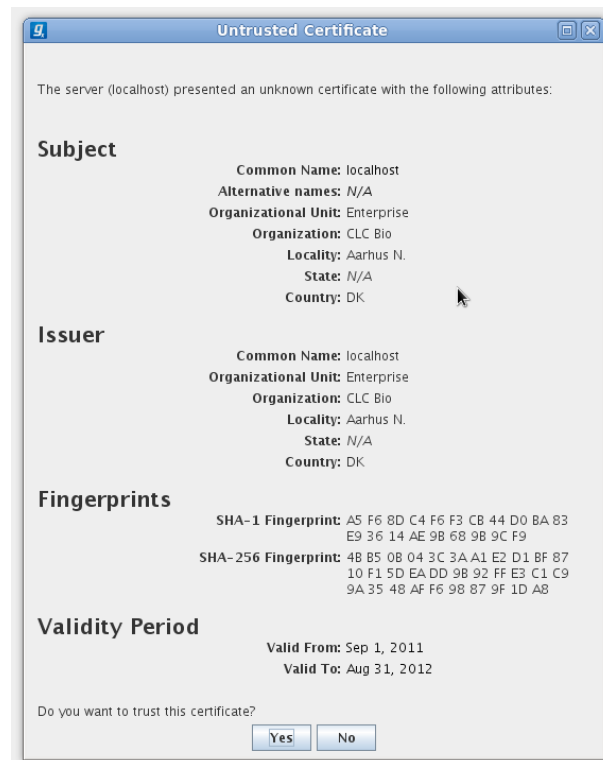 Untrusted Certificate
The server (localhost) presented an unknown certificate with the following attributes:
Subject
Common Name: localhost
Alternative names: N/A
Organizational Unit: Enterprise
Organization: CLC Bio
Locality: Aarhus N.
State: N/A
Country: DK
Issuer
Common Name: localhost
Organizational Unit: Enterprise
Organization: CLC Bio
Locality: Aarhus N.
State: N/A
Country: DK
Fingerprints
SHA-1 Fingerprint: A5 F6 8D C4 F6 F3 CB 44 D0 BA 83
E9 36 14 AE 9B 68 9B 9C F9
SHA-256 Fingerprint: 4B B5 0B 04 3C 3A A1 E2 D1 BF 87
10 F1 5D EA DD 9B 92 FF E3 C1 C9
9A 35 48 AF F6 98 87 9F 1D A8
Validity Period
Valid From: Sep 1, 2011
Valid To: Aug 31, 2012
Do you want to trust this certificate?
Yes No